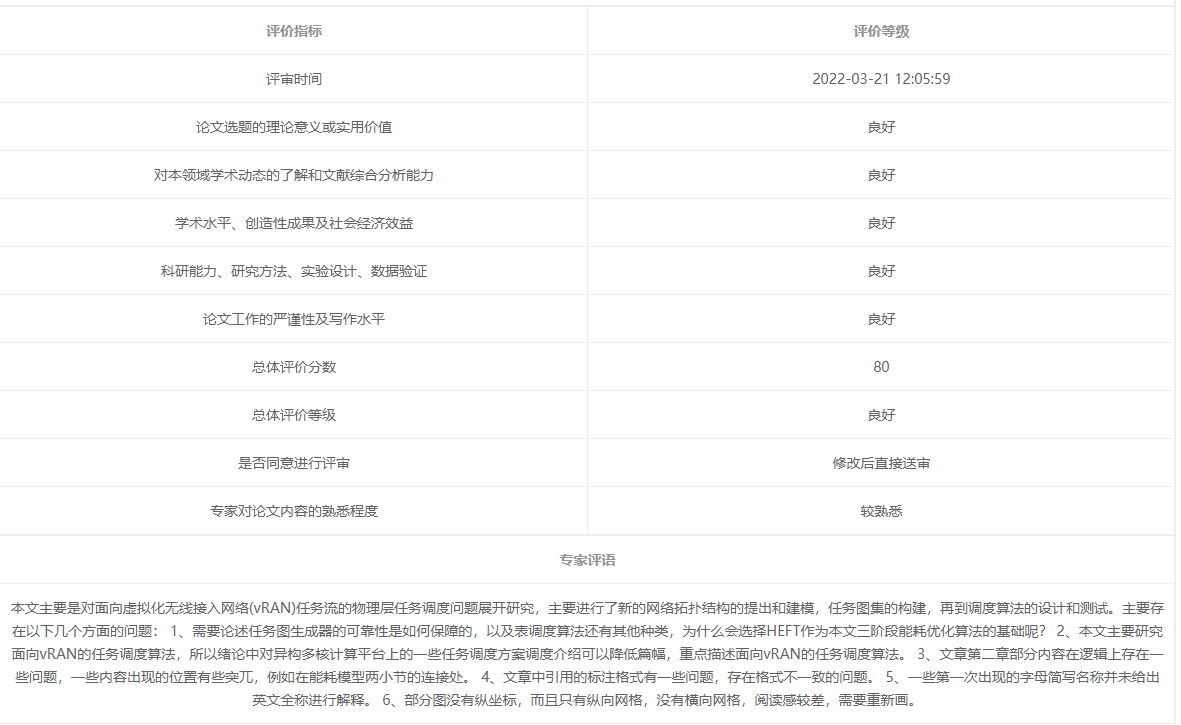 评价指标 评价等级
评审时间 2022-03-21 12:05:59
论文选题的理论意义或实用价值 良好
对本领域学术动态的了解和文献综合分析能力 良好
学术水平、创造性成果及社会经济效益 良好
科研能力、研究方法、实验设计、数据验证 良好
论文工作的严谨性及写作水平 良好
总体评价分数 80
总体评价等级 良好
是否同意进行评审 修改后直接送审
专家对论文内容的熟悉程度 较熟悉
专家评语
本文主要是对面向虚拟化无线接入网络(vRAN)任务流的物理层任务调度问题展开研究，主要进行了新的网络拓扑结构的提出和建模，任务图集的构建，再到调度算法的设计和测试。主要存
在以下几个方面的问题： 1、需要论述任务图生成器的可靠性是如何保障的，以及表调度算法还有其他种类，为什么会选择HEFT作为本文三阶段能耗优化算法的基础呢？ 2、本文主要研究
面向vRAN的任务调度算法，所以绪论中对异构多核计算平台上的一些任务调度方案调度介绍可以降低篇幅，重点描述面向vRAN的任务调度算法。 3、文章第二章部分内容在逻辑上存在一
些问题，一些内容出现的位置有些突兀，例如在能耗模型两小节的连接处。 4、文章中引用的标注格式有一些问题，存在格式不一致的问题。 5、一些第一次出现的字母简写名称并未给出
英文全称进行解释。 6、部分图没有纵坐标，而且只有纵向网格，没有横向网格，阅读感较差，需要重新画。